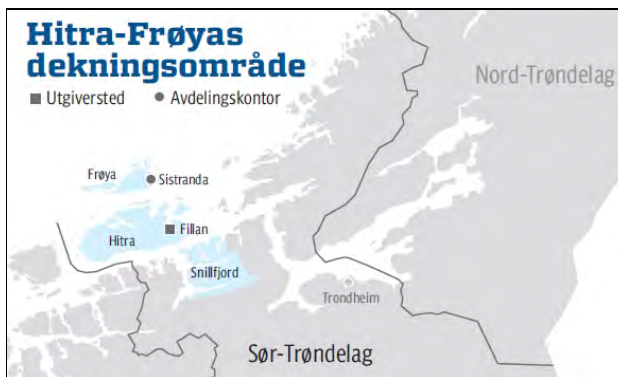 Hitra-Frøyas
dekningsområde
Utgiversted Avdelingskontor
Nord-Trøndelag
Frøya
Sistranda
Fillan
Hitra
Snillfjord
Trondheim
Sør-Trøndelag